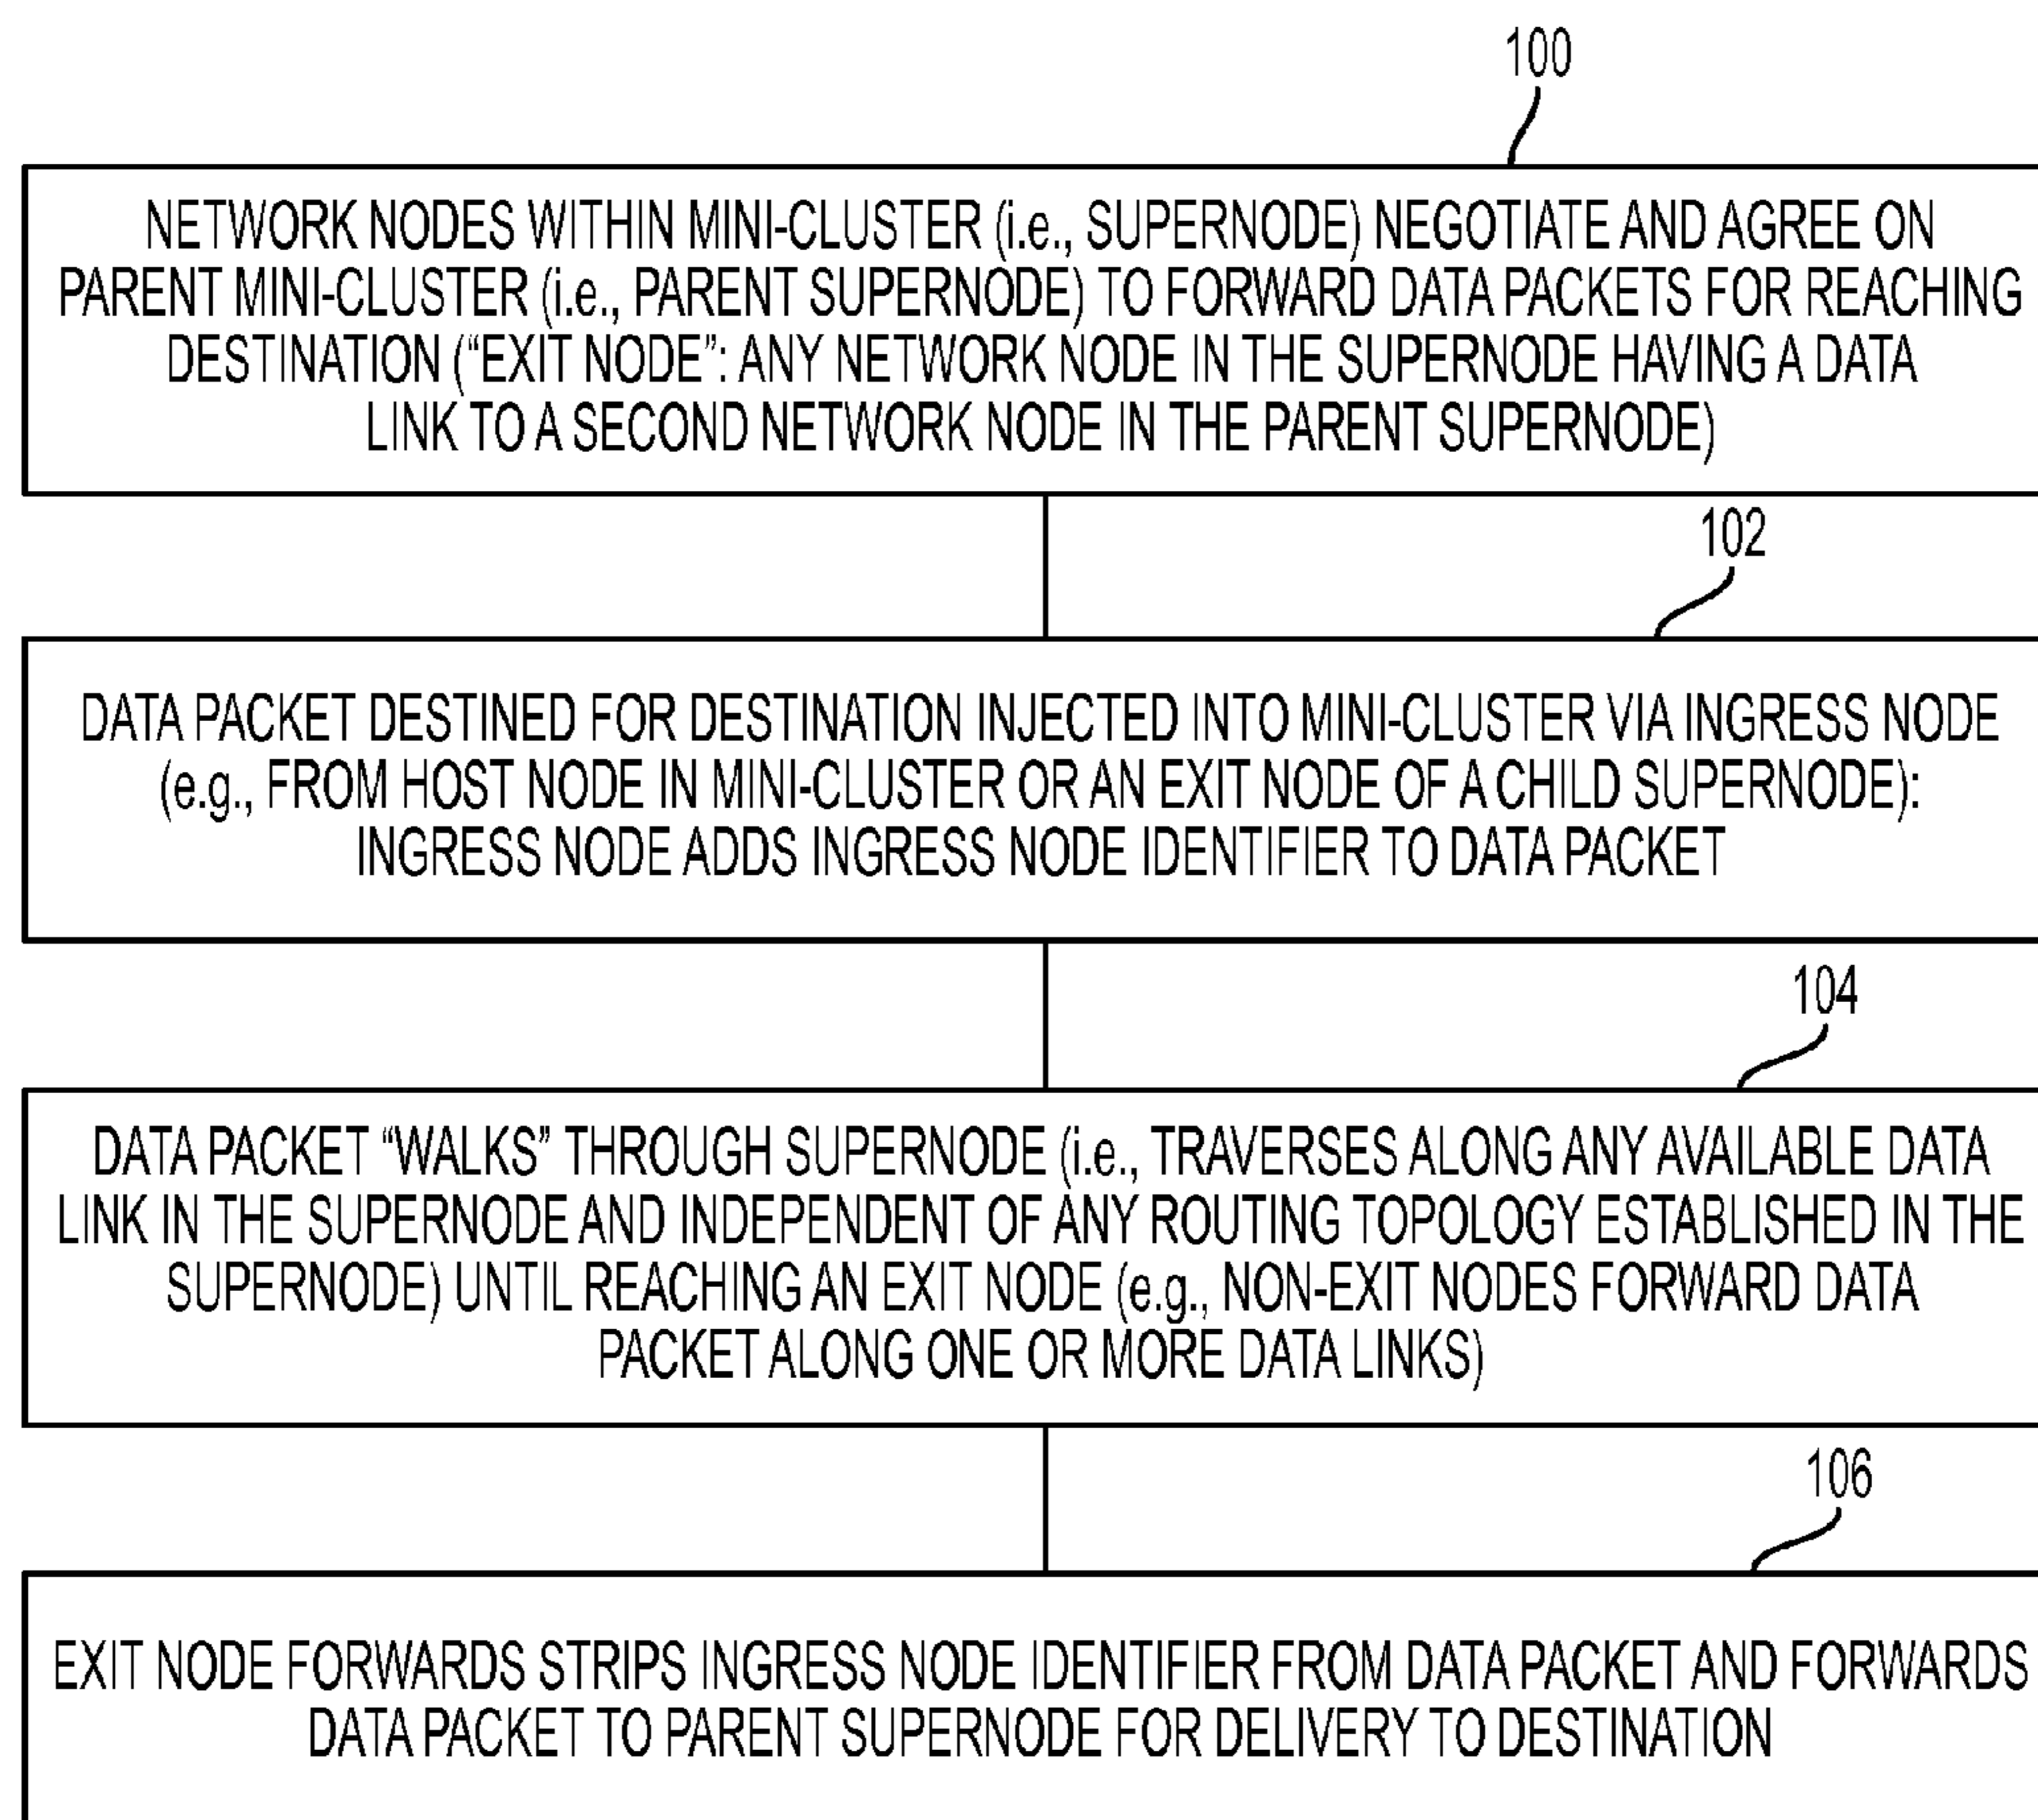 100
NETWORK NODES WITHIN MINI-CLUSTER (i.e., SUPERNODE) NEGOTIATE AND AGREE ON
PARENT MINI-CLUSTER (i.e., PARENT SUPERNODE) TO FORWARD DATA PACKETS FOR REACHING
DESTINATION (“EXIT NODE”: ANY NETWORK NODE IN THE SUPERNODE HAVING A DATA
LINK TO A SECOND NETWORK NODE IN THE PARENT SUPERNODE)
102
DATA PACKET DESTINED FOR DESTINATION INJECTED INTO MINI-CLUSTER VIA INGRESS NODE
(e.g., FROM HOST NODE IN MINI-CLUSTER OR AN EXIT NODE OF A CHILD SUPERNODE):
INGRESS NODE ADDS INGRESS NODE IDENTIFIER TO DATA PACKET
104
DATA PACKET “WALKS” THROUGH SUPERNODE (i.e., TRAVERSES ALONG ANY AVAILABLE DATA
LINK IN THE SUPERNODE AND INDEPENDENT OF ANY ROUTING TOPOLOGY ESTABLISHED IN THE
SUPERNODE) UNTIL REACHING AN EXIT NODE (e.g., NON-EXIT NODES FORWARD DATA
PACKET ALONG ONE OR MORE DATA LINKS)
106
EXIT NODE FORWARDS STRIPS INGRESS NODE IDENTIFIER FROM DATA PACKET AND FORWARDS
DATA PACKET TO PARENT SUPERNODE FOR DELIVERY TO DESTINATION